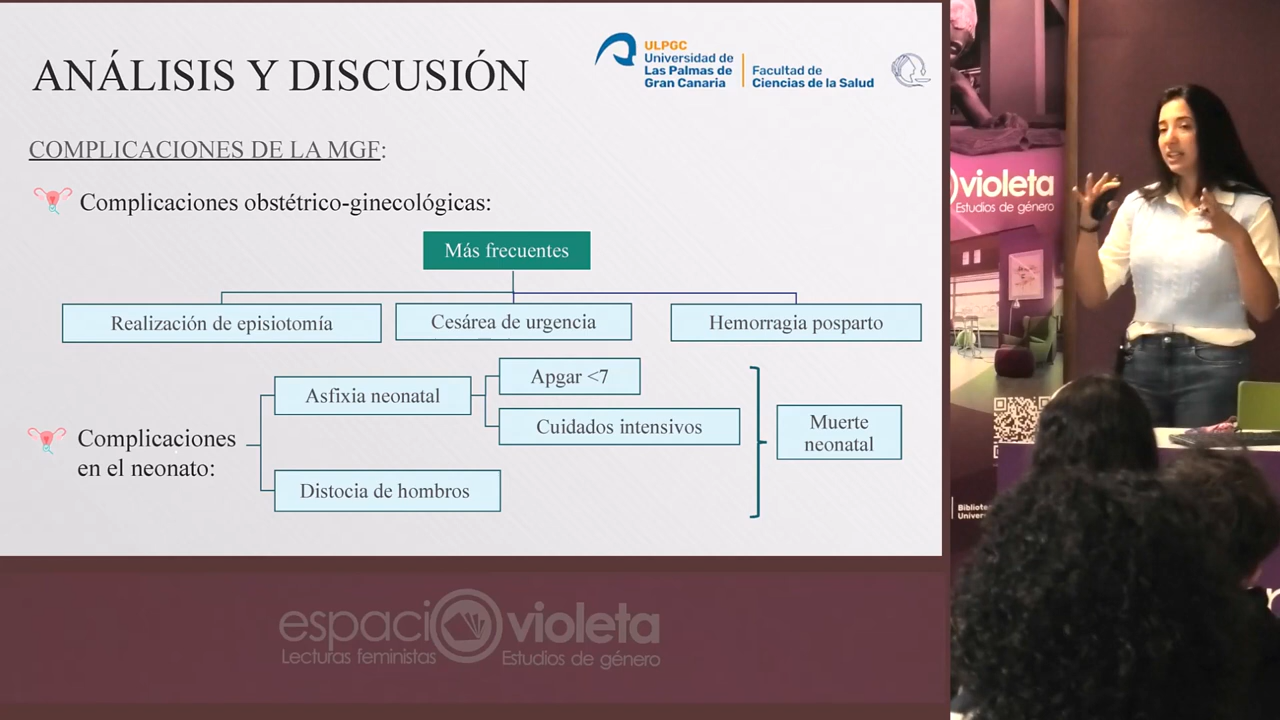 ANÁLISIS Y DISCUSIÓN
ULPGC
Universidad de
Las Palmas de
Gran Canaria
Facultad de
Ciencias de la Salud
COMPLICACIONES DE LA MGF:
Complicaciones obstétrico-ginecológicas:
Más frecuentes
Realización de episiotomía
Cesárea de urgencia
Hemorragia posparto
Complicaciones
en el neonato:
Asfixia neonatal
Apgar <7
Cuidados intensivos
Distocia de hombros
Muerte
neonatal
espacio violeta
Lecturas feministas
Estudios de género
violeta
Estudios de género